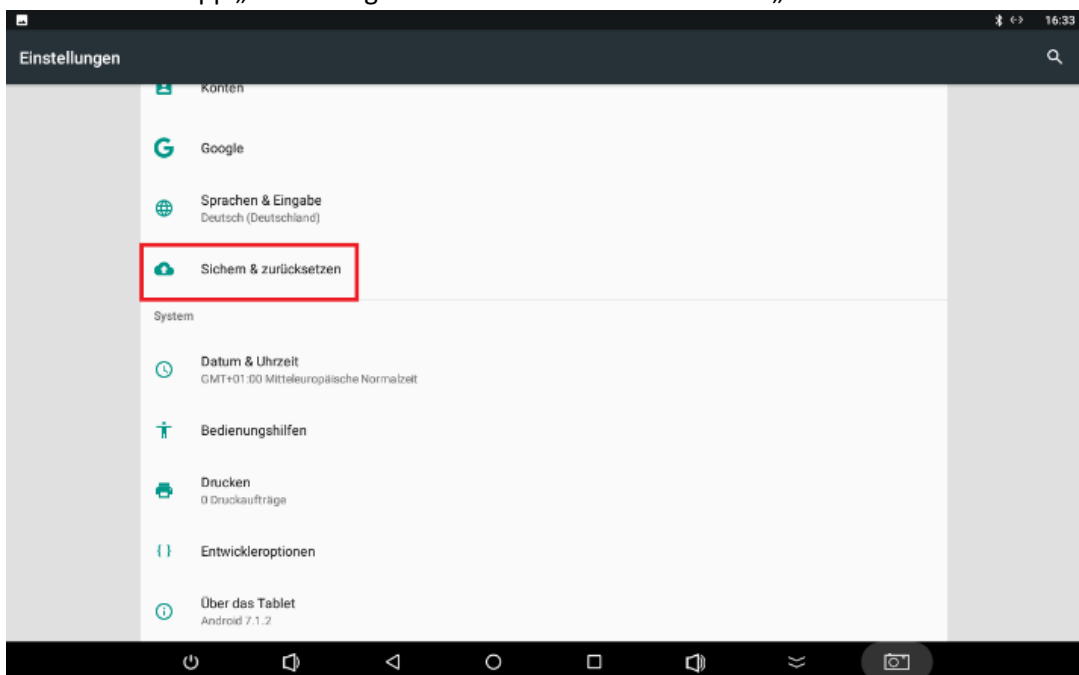 16:33
Einstellungen
Konten
Google
Sprachen & Eingabe
Deutsch (Deutschland)
Sichern & zurücksetzen
System
Datum & Uhrzeit
GMT+01:00 Mitteleuropäische Normalzeit
Bedienungshilfen
Drucken
0 Druckaufträge
{ } Entwickleroptionen
Über das Tablet
Android 7.1.2